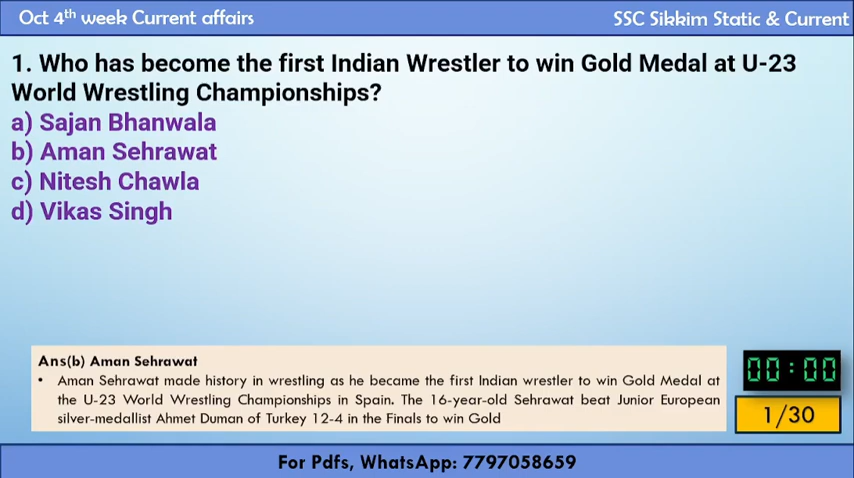 Oct 4th week Current affairs
SSC Sikkim Static & Current
1. Who has become the first Indian Wrestler to win Gold Medal at U-23
World Wrestling Championships?
a) Sajan Bhanwala
b) Aman Sehrawat
c) Nitesh Chawla
d) Vikas Singh
Ans(b) Aman Sehrawat
• Aman Sehrawat made history in wrestling as he became the first Indian wrestler to win Gold Medal at
the U-23 World Wrestling Championships in Spain. The 16-year-old Sehrawat beat Junior European
silver-medallist Ahmet Duman of Turkey 12-4 in the Finals to win Gold
00:00
1/30
For Pdfs, WhatsApp: 7797058659